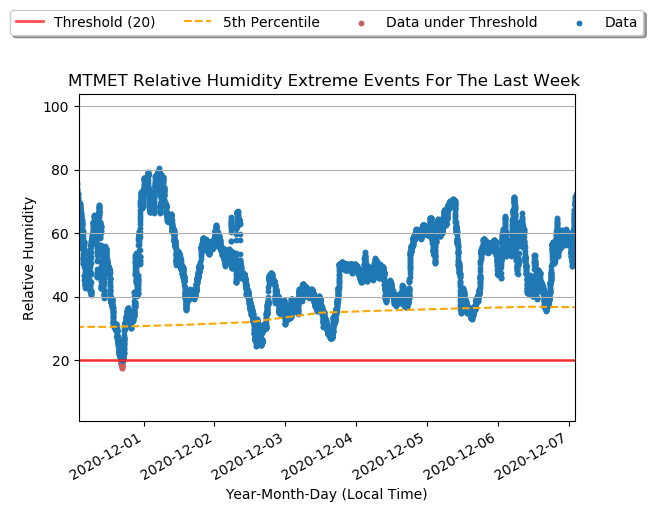 Threshold (20) 5th Percentile Data under Threshold Data
MTMET Relative Humidity Extreme Events For The Last Week
100
80
60
40
20
Relative Humidity
2020-12-01 2020-12-02 2020-12-03 2020-12-04 2020-12-05 2020-12-06 2020-12-07
Year-Month-Day (Local Time)